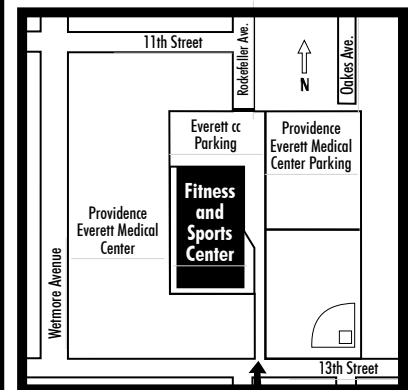 11th Street
Rockefeller Ave.
N
Oakes Ave.
Everett cc
Parking
Providence
Everett Medical
Center Parking
Fitness
and
Sports
Center
Providence
Everett Medical
Center
Wetmore Avenue
13th Street